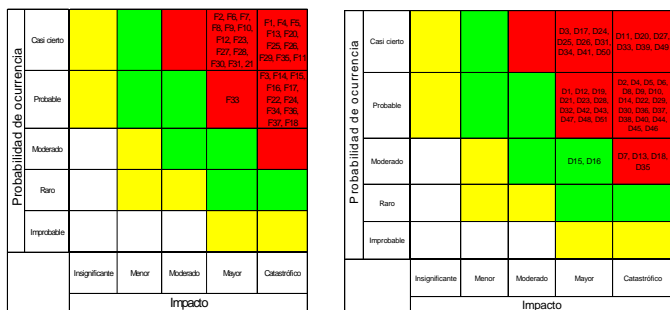 Probabilidad de ocurrencia
Casi cierto
F2, F6, F7,
F8, F9, F10,
F12, F23,
F27, F28,
F30, F31, 21
F1, F4, F5,
F13, F20,
F25, F26,
F29, F35, F11
Probable
F33
F3, F14, F15,
F16, F17,
F22, F24,
F34, F36,
F37, F18
Moderado
Raro
Improbable
Insignificante
Menor
Moderado
Mayor
Catastrófico
Impacto
Probabilidad de ocurrencia
Casi cierto
D3, D17, D24,
D25, D26, D31,
D34, D41, D50
D11, D20, D27,
D33, D39, D49
Probable
D1, D12, D19,
D21, D23, D28,
D32, D42, D43,
D47, D48, D51
D2, D4, D5, D6,
D8, D9, D10,
D14, D22, D29,
D30, D36, D37,
D38, D40, D44,
D45, D46
Moderado
D15, D16
D7, D13, D18,
D35
Raro
Improbable
Insignificante
Menor
Moderado
Mayor
Catastrófico
Impacto